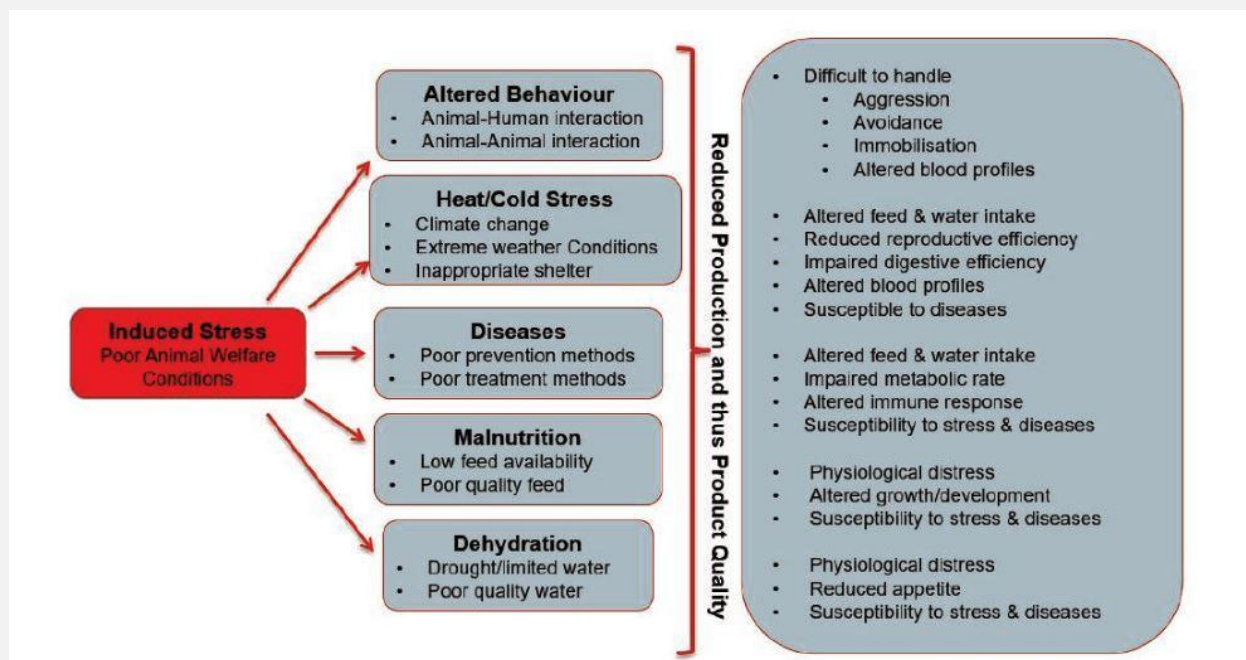 Altered Behaviour
• Animal-Human interaction
• Animal-Animal interaction
Heat/Cold Stress
• Climate change
• Extreme weather Conditions
• Inappropriate shelter
Induced Stress
Poor Animal Welfare
Conditions
Diseases
• Poor prevention methods
• Poor treatment methods
Malnutrition
• Low feed availability
• Poor quality feed
Dehydration
• Drought/limited water
• Poor quality water
Reduced Production and thus Product Quality
• Difficult to handle
• Aggression
• Avoidance
• Immobilisation
• Altered blood profiles
• Altered feed & water intake
• Reduced reproductive efficiency
• Impaired digestive efficiency
• Altered blood profiles
• Susceptible to diseases
• Altered feed & water intake
• Impaired metabolic rate
• Altered immune response
• Susceptibility to stress & diseases
• Physiological distress
• Altered growth/development
• Susceptibility to stress & diseases
• Physiological distress
• Reduced appetite
• Susceptibility to stress & diseases